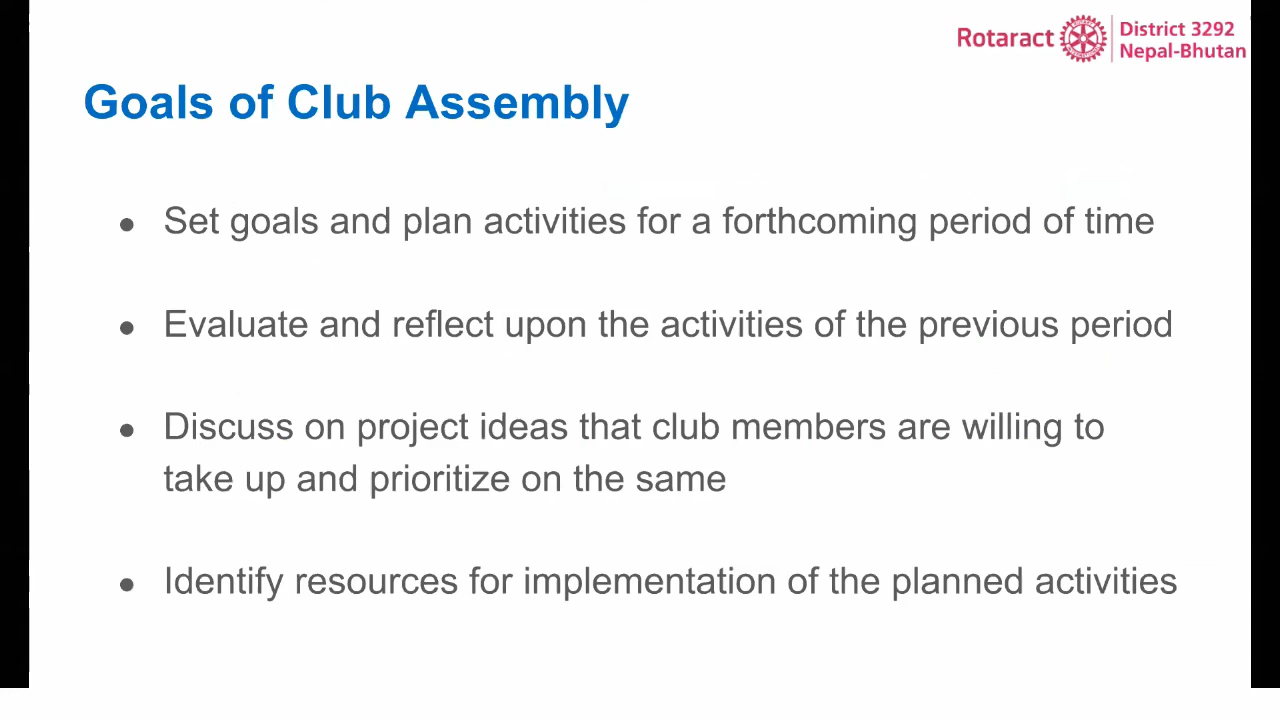 Rotaract
District 3292
Nepal-Bhutan
Goals of Club Assembly
● Set goals and plan activities for a forthcoming period of time
● Evaluate and reflect upon the activities of the previous period
● Discuss on project ideas that club members are willing to
take up and prioritize on the same
● Identify resources for implementation of the planned activities